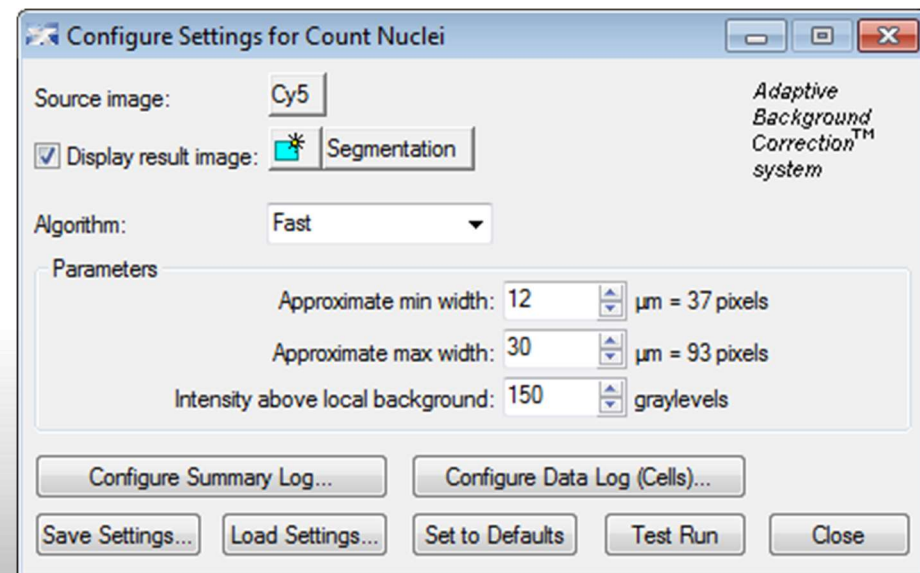 Configure Settings for Count Nuclei
Source image: Cy5
Adaptive
Background
Correction™
system
Display result image: Segmentation
Algorithm: Fast
Parameters
Approximate min width: 12 µm = 37 pixels
Approximate max width: 30 µm = 93 pixels
Intensity above local background: 150 graylevels
Configure Summary Log... Configure Data Log (Cells)...
Save Settings... Load Settings... Set to Defaults Test Run Close